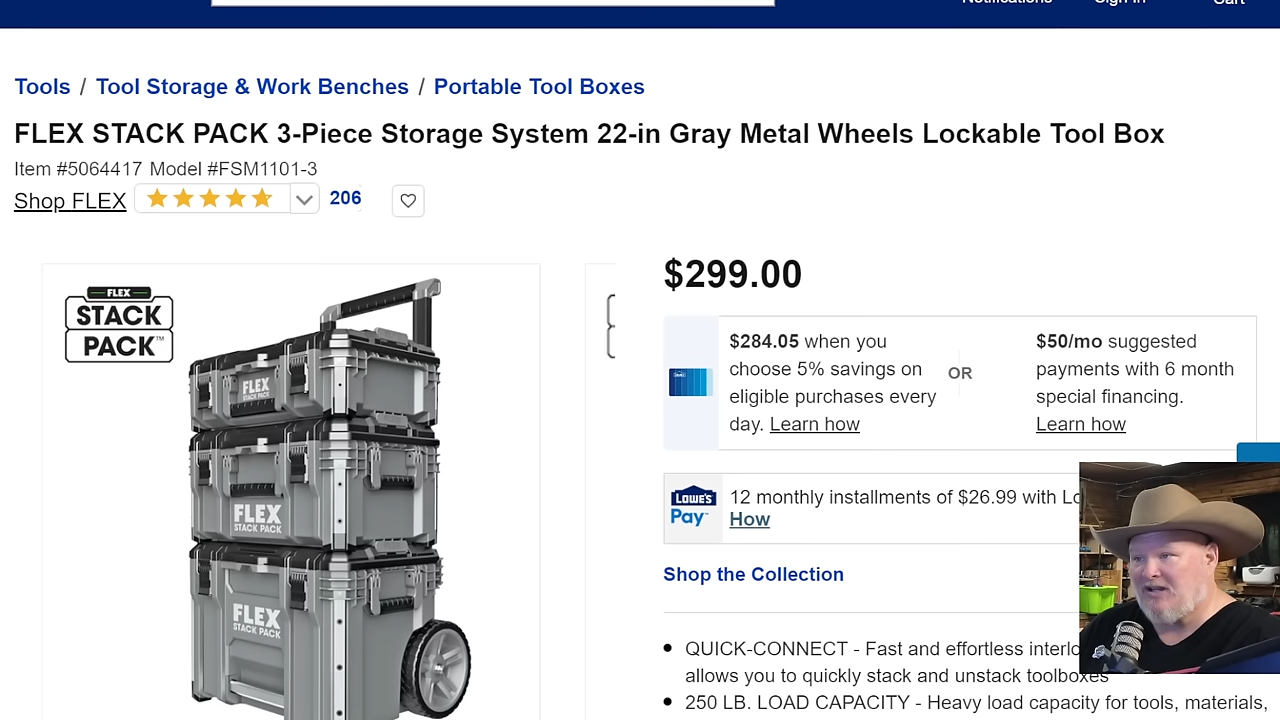 Notifications Sign In Cart
Tools / Tool Storage & Work Benches / Portable Tool Boxes
FLEX STACK PACK 3-Piece Storage System 22-in Gray Metal Wheels Lockable Tool Box
Item #5064417 Model #FSM1101-3
Shop FLEX
206
$299.00
FLEX
STACK
PACK™
FLEX
STACK PACK
FLEX
STACK PACK
FLEX
STACK PACK
$284.05 when you
choose 5% savings on
eligible purchases every
day. Learn how
OR
$50/mo suggested
payments with 6 month
special financing.
Learn how
LOWE'S
Pay
12 monthly installments of $26.99 with Lo
How
Shop the Collection
• QUICK-CONNECT - Fast and effortless interlo
allows you to quickly stack and unstack toolboxes
• 250 LB. LOAD CAPACITY - Heavy load capacity for tools, materials,